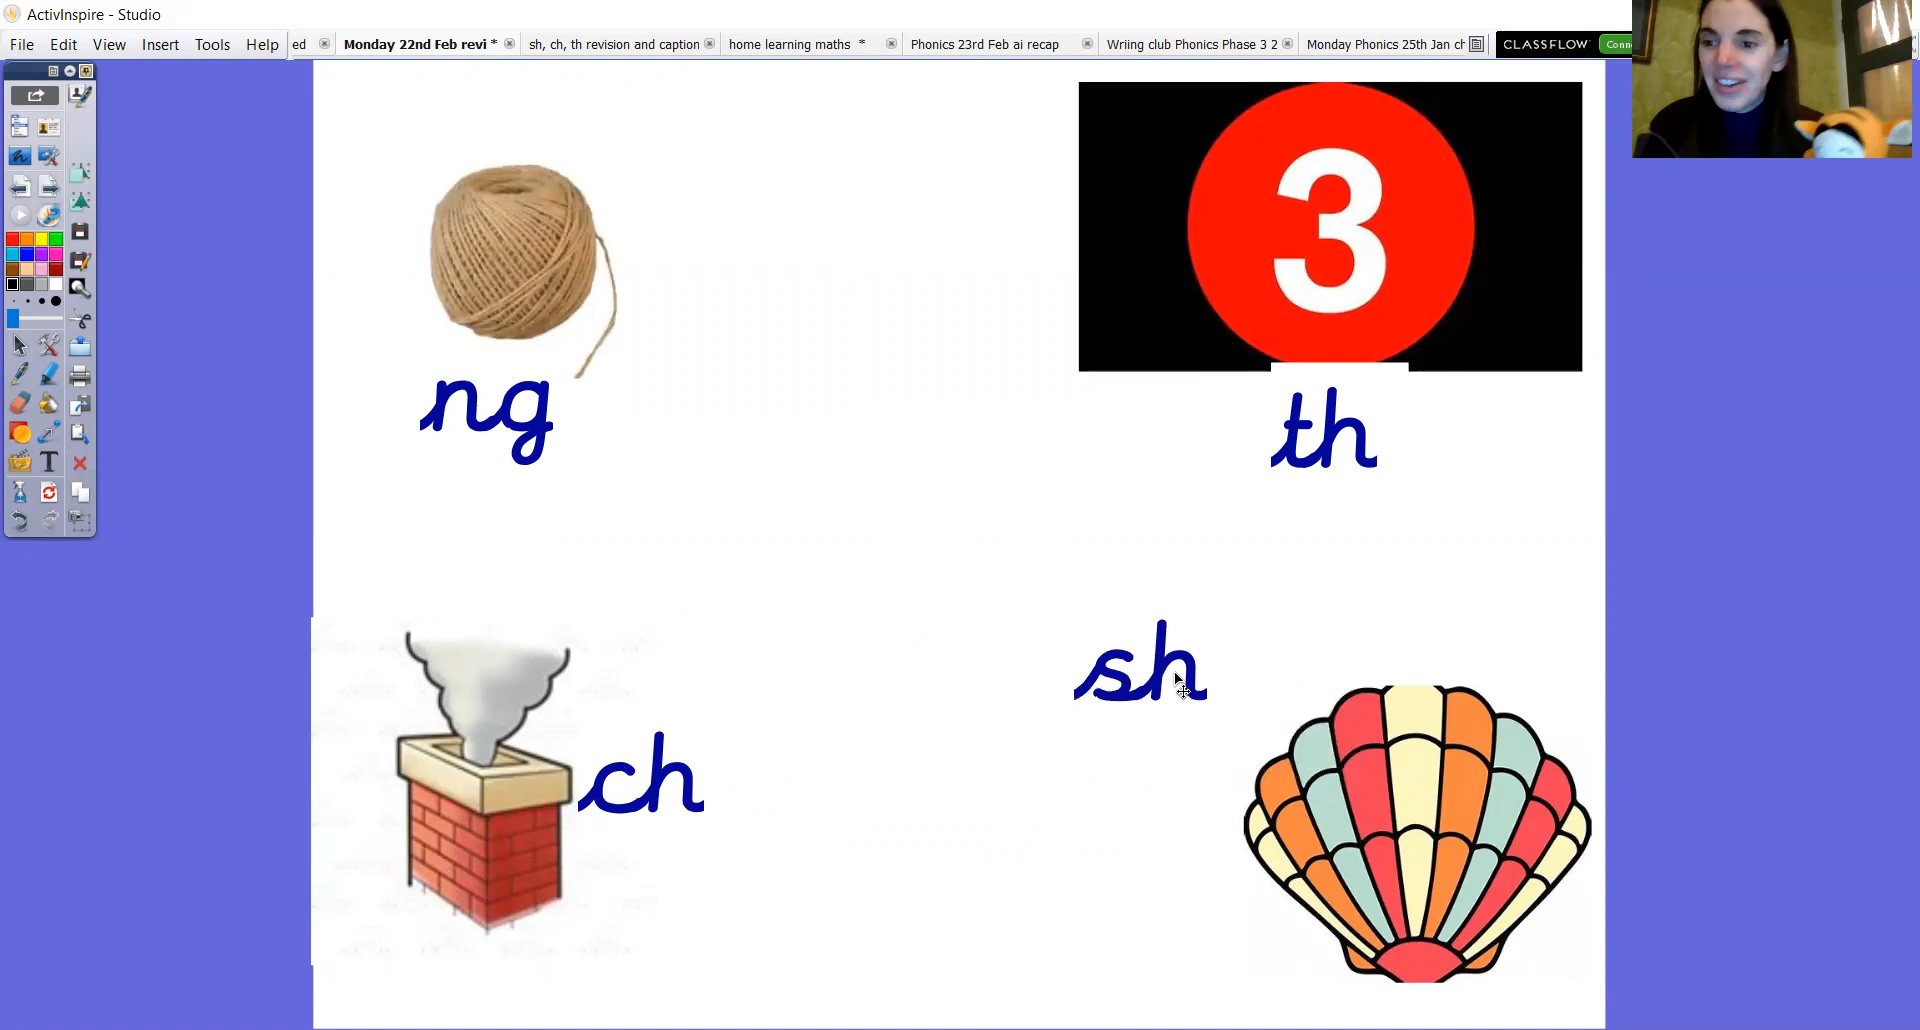 ActivInspire - Studio
File Edit View Insert Tools Help ed Monday 22nd Feb revi * sh, ch, th revision and caption home learning maths * Phonics 23rd Feb ai recap Wriing club Phonics Phase 3 2 Monday Phonics 25th Jan ch CLASSFLOW Conn
3
ng
th
sh
ch
T